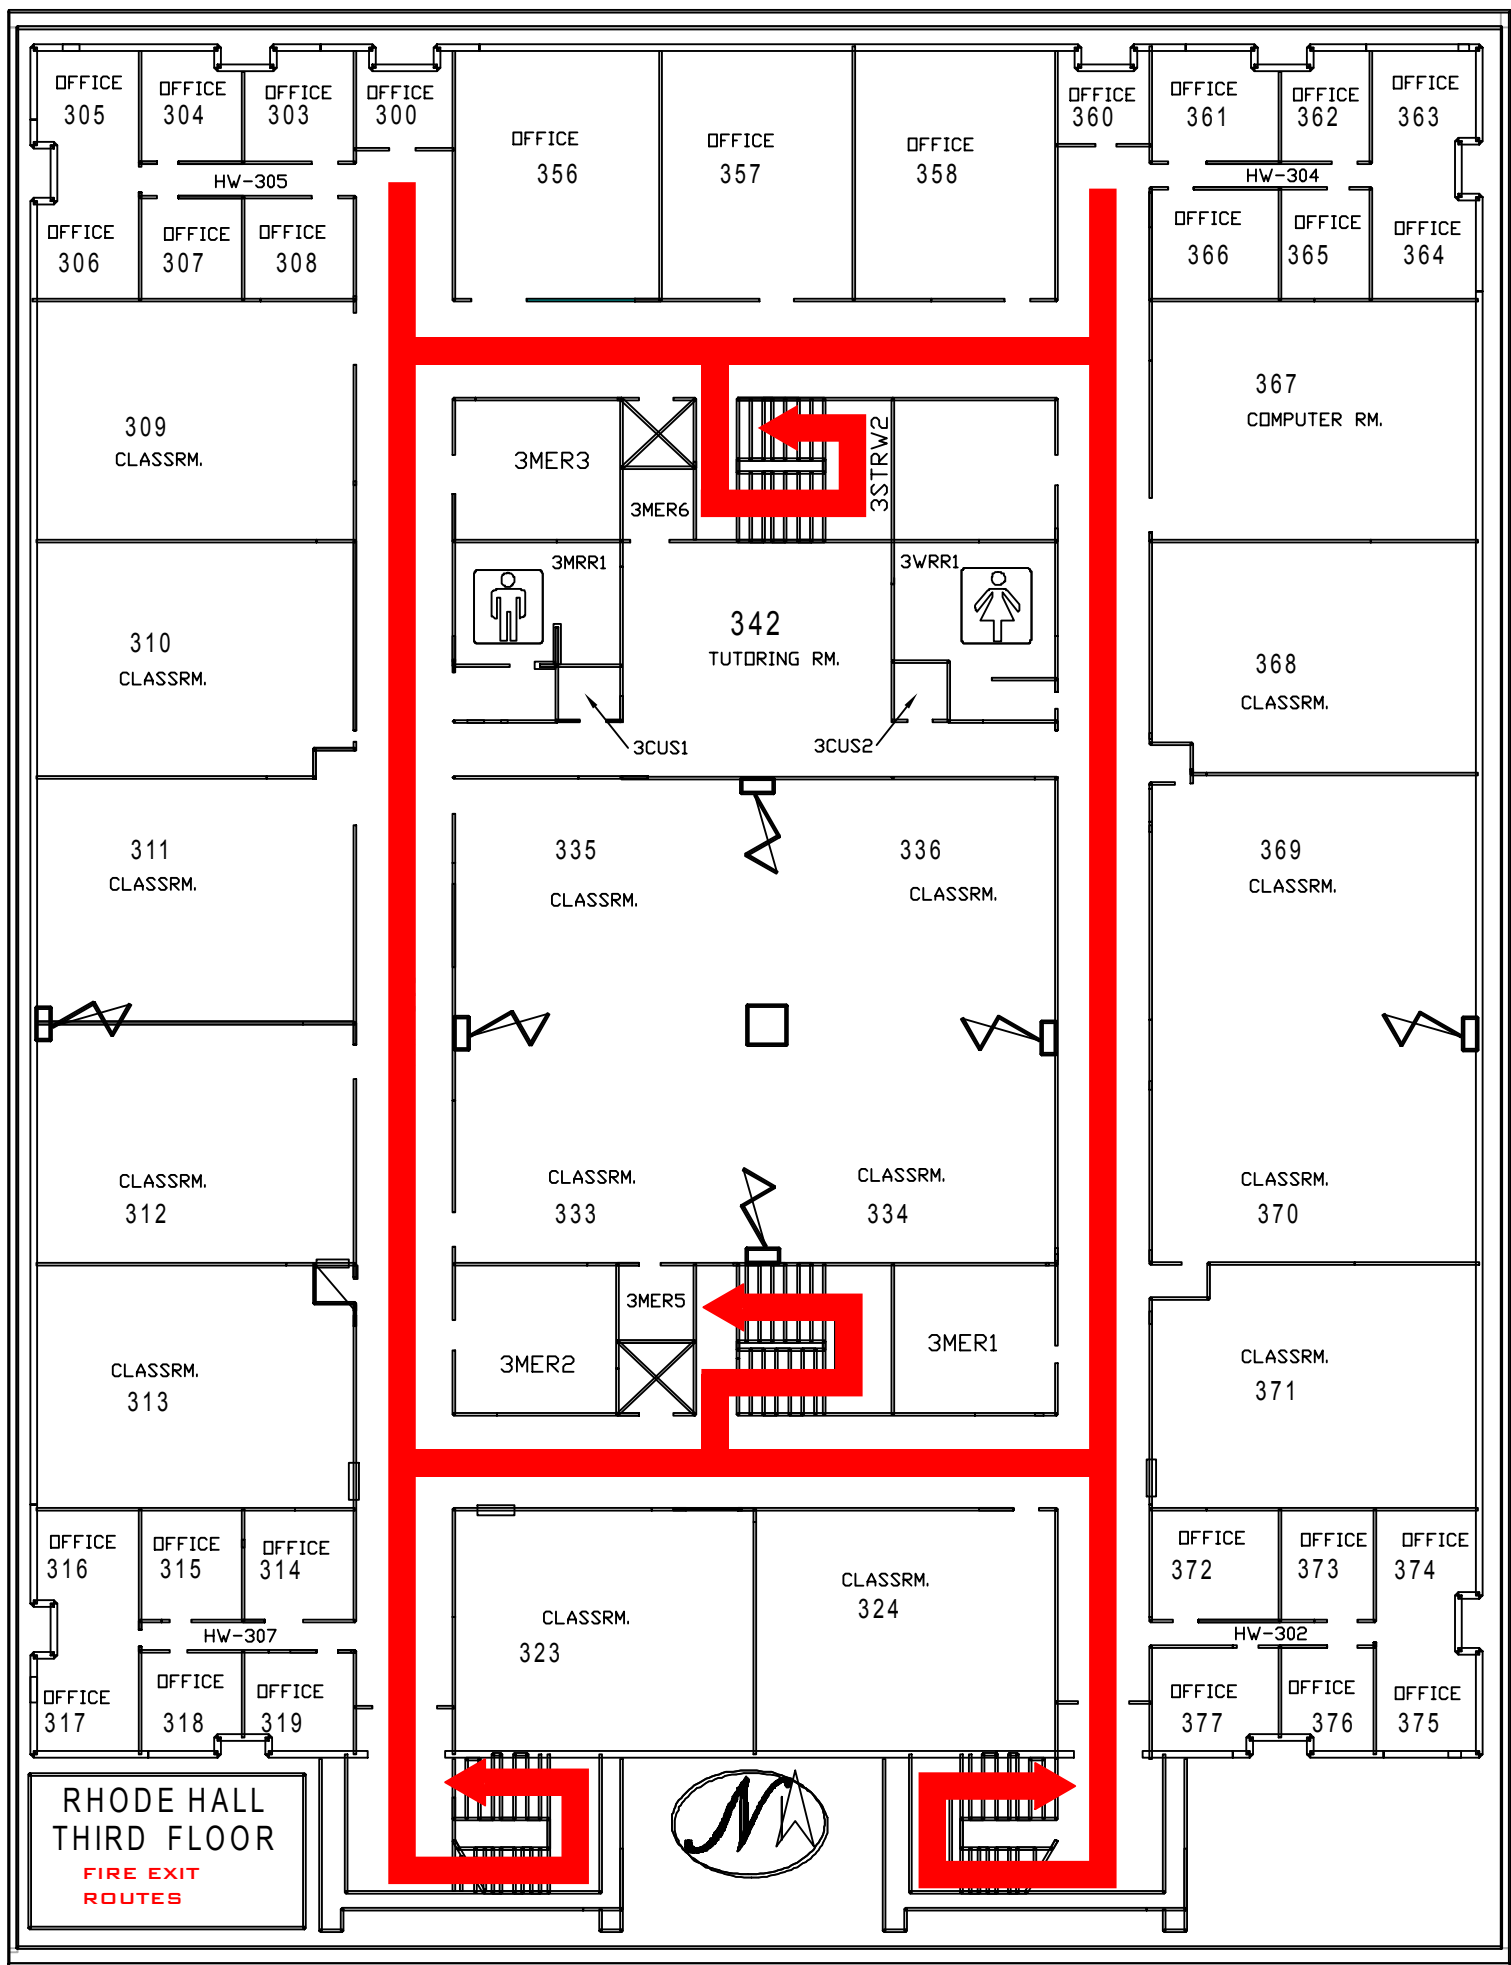 OFFICE
305
OFFICE
304
OFFICE
303
OFFICE
300
OFFICE
356
OFFICE
357
OFFICE
358
OFFICE
360
OFFICE
361
OFFICE
362
OFFICE
363
HW-305
HW-304
OFFICE
306
OFFICE
307
OFFICE
308
OFFICE
366
OFFICE
365
OFFICE
364
309
CLASSRM.
3MER3
3MER6
3STRW2
367
COMPUTER RM.
310
CLASSRM.
3MRR1
342
TUTORING RM.
3WRR1
368
CLASSRM.
3CUS1
3CUS2
311
CLASSRM.
335
CLASSRM.
336
CLASSRM.
369
CLASSRM.
CLASSRM.
312
CLASSRM.
333
CLASSRM.
334
CLASSRM.
370
CLASSRM.
313
3MER5
3MER2
3MER1
CLASSRM.
371
OFFICE
316
OFFICE
315
OFFICE
314
CLASSRM.
323
CLASSRM.
324
OFFICE
372
OFFICE
373
OFFICE
374
HW-307
HW-302
OFFICE
317
OFFICE
318
OFFICE
319
OFFICE
377
OFFICE
376
OFFICE
375
N
RHODE HALL
THIRD FLOOR
FIRE EXIT
ROUTES